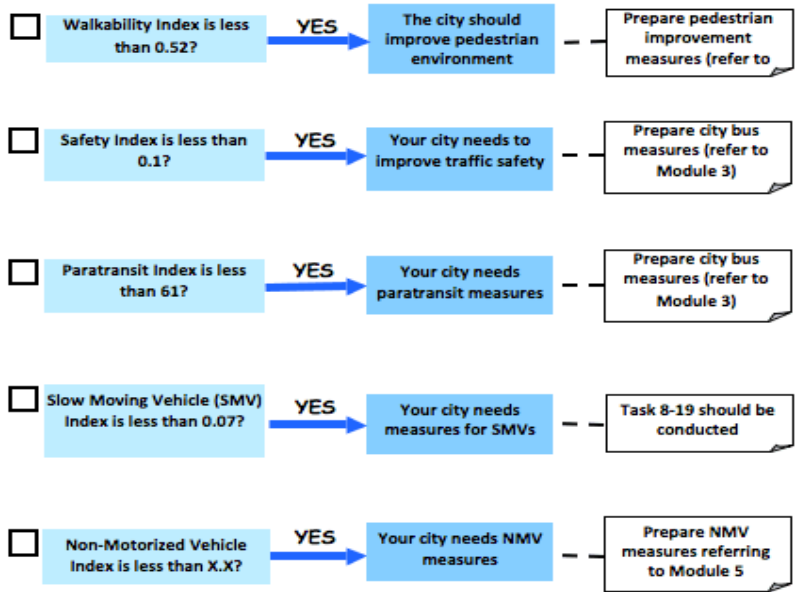 Walkability Index is less
than 0.52?
YES
The city should
improve pedestrian
environment
Prepare pedestrian
improvement
measures (refer to
Safety Index is less than
0.1?
YES
Your city needs to
improve traffic safety
Prepare city bus
measures (refer to
Module 3)
Paratransit Index is less
than 61?
YES
Your city needs
paratransit measures
Prepare city bus
measures (refer to
Module 3)
Slow Moving Vehicle (SMV)
Index is less than 0.07?
YES
Your city needs
measures for SMVs
Task 8-19 should be
conducted
Non-Motorized Vehicle
Index is less than X.X?
YES
Your city needs NMV
measures
Prepare NMV
measures referring
to Module 5